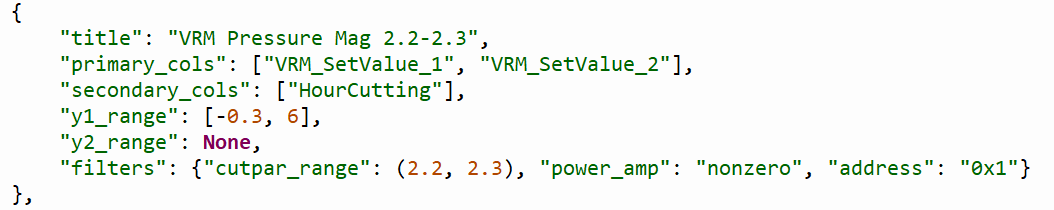 {
    "title": "VRM Pressure Mag 2.2-2.3",
    "primary_cols": ["VRM_SetValue_1", "VRM_SetValue_2"],
    "secondary_cols": ["HourCutting"],
    "y1_range": [-0.3, 6],
    "y2_range": None,
    "filters": {"cutpar_range": (2.2, 2.3), "power_amp": "nonzero", "address": "0x1"}
},